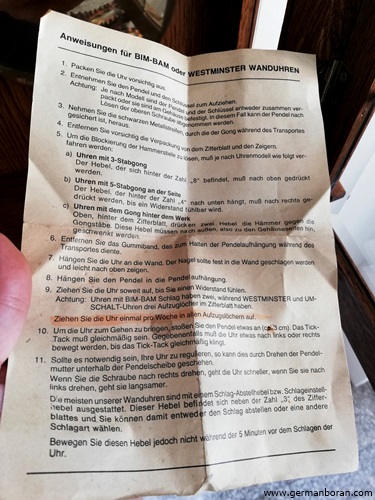 Anweisungen für BIM-BAM oder WESTMINSTER WANDUHREN
1. Packen Sie die Uhr vorsichtig aus.
2. Entnehmen Sie den Pendel und den Schlüssel zum Aufziehen.
Achtung: Je nach Modell sind der Pendel und der Schlüssel entweder zusammen ver-
packt oder sie sind am Gehäuse befestigt. In diesem Fall kann der Pendel nach
Lösen der oberen Schraube abgenommen werden.
3. Nehmen Sie die schwarzen Metallstreifen, durch die der Gong während des Transportes
gesichert ist, heraus.
4. Entfernen Sie vorsichtig die Verpackung von dem Zifferblatt und den Zeigern.
5. Um die Blockierung der Hammerstiele zu lösen, muß je nach Uhrenmodell wie folgt ver-
fahren werden:
a) Uhren mit 3-Stabgong
Der Hebel, der sich hinter der Zahl „8" befindet, muß nach oben gedrückt
werden.
b) Uhren mit 5-Stabgong an der Seite
Der Hebel, der hinter der Zahl „4" nach unten hängt, muß nach rechts ge-
drückt werden, bis ein Widerstand fühlbar wird.
c) Uhren mit dem Gong hinter dem Werk
Oben, hinter dem Zifferblatt, drücken zwei Hebel die Hämmer gegen die
Gongstäbe. Diese Hebel müssen nach außen, also zu den Gehäuseseiten hin,
geschwenkt werden.
6. Entfernen Sie das Gummiband, das zum Halten der Pendelaufhängung während des
Transportes diente.
7. Hängen Sie die Uhr an die Wand. Der Nagel sollte fest in die Wand geschlagen werden
und leicht nach oben zeigen.
8. Hängen Sie den Pendel in die Pendelaufhängung.
9. Ziehen Sie die Uhr soweit auf, bis Sie einen Widerstand fühlen.
Achtung: Uhren mit BIM-BAM Schlag haben zwei, während WESTMINSTER und UM-
SCHALT-Uhren drei Aufzuglöcher im Zifferblatt haben.
Ziehen Sie die Uhr einmal pro Woche in allen Aufzuglöchern auf.
10. Um die Uhr zum Gehen zu bringen, stoßen Sie den Pendel etwas an (ca. 3 cm). Das Tick-
Tack muß gleichmäßig sein. Gegebenenfalls muß die Uhr etwas nach links oder rechts
bewegt werden, bis das Tick-Tack gleichmäßig klingt.
11. Sollte es notwendig sein, Ihre Uhr zu regulieren, so kann dies durch Drehen der Pendel-
mutter unterhalb der Pendelscheibe geschehen.
Wenn Sie die Schraube nach rechts drehen, geht die Uhr schneller, wenn Sie sie nach
links drehen, geht sie langsamer.
Die meisten unserer Wanduhren sind mit einem Schlag-Abstellhebel bzw. Schlageinstell-
hebel ausgestattet. Dieser Hebel befindet sich neben der Zahl „3", des Ziffer-
blattes und Sie können damit entweder den Schlag abstellen oder eine andere
Schlagart wählen.
Bewegen Sie diesen Hebel jedoch nicht während der 5 Minuten vor dem Schlagen der
Uhr.
www.germanboran.com